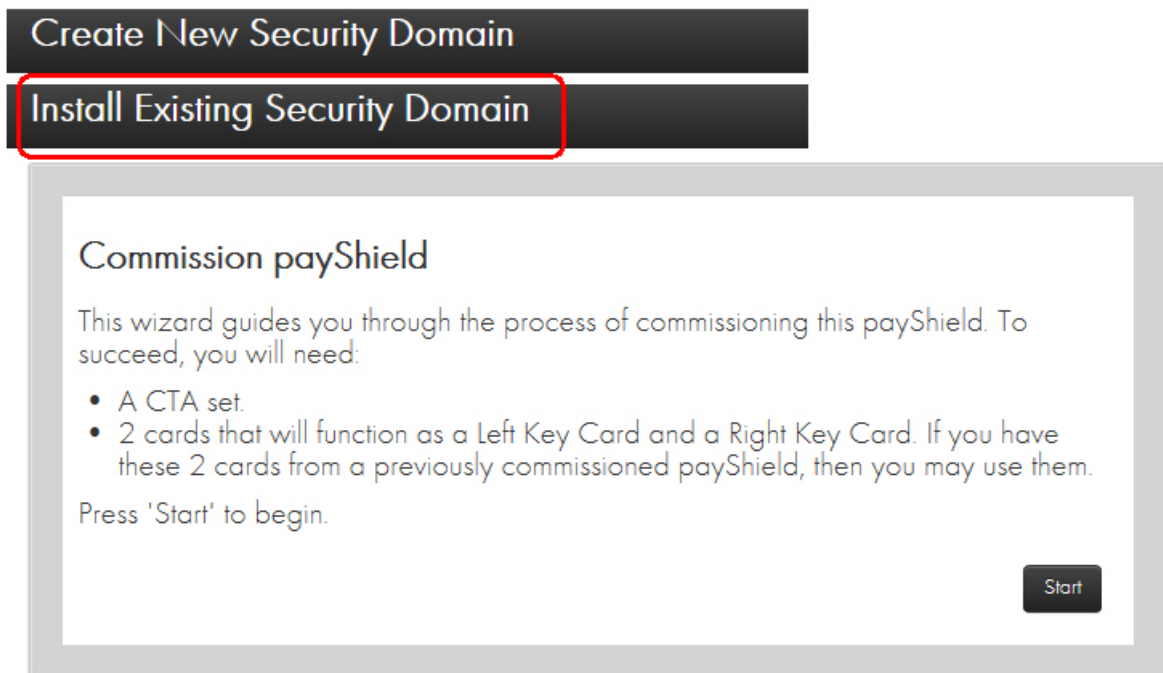 Create New Security Domain
Install Existing Security Domain
Commission payShield
This wizard guides you through the process of commissioning this payShield. To
succeed, you will need:
• A CTA set.
• 2 cards that will function as a Left Key Card and a Right Key Card. If you have
these 2 cards from a previously commissioned payShield, then you may use them.
Press 'Start' to begin.
Start